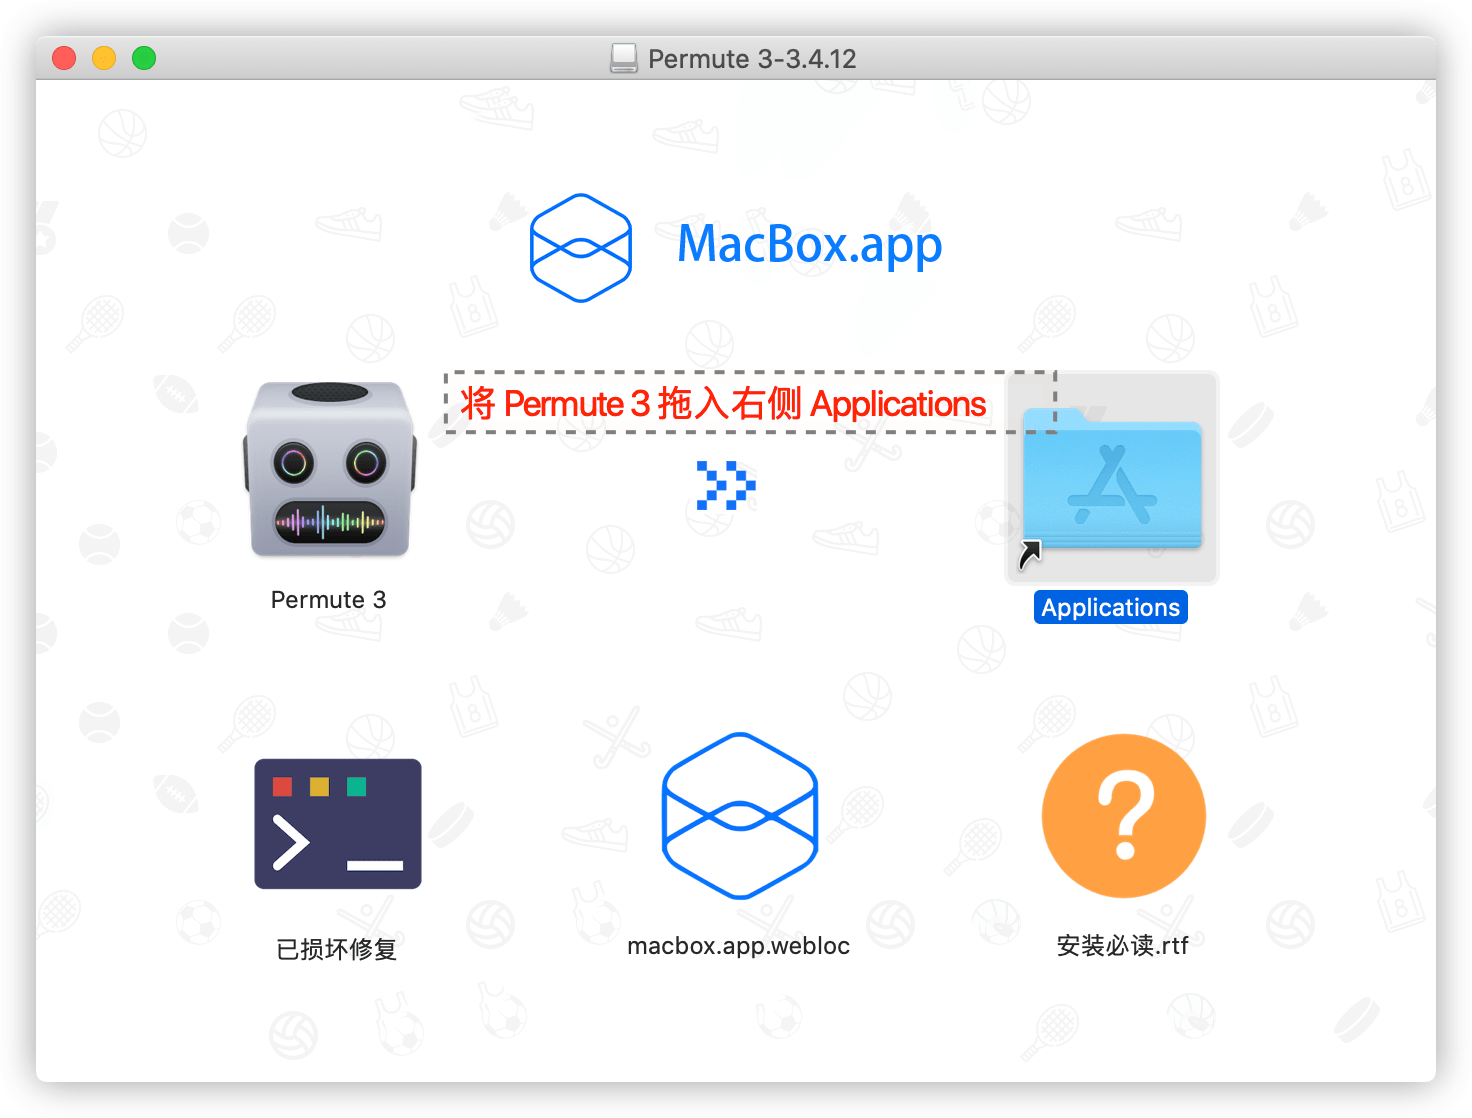 Permute 3-3.4.12
MacBox.app
将 Permute 3 拖入右侧 Applications
Permute 3
Applications
已损坏修复
macbox.app.webloc
安装必读.rtf